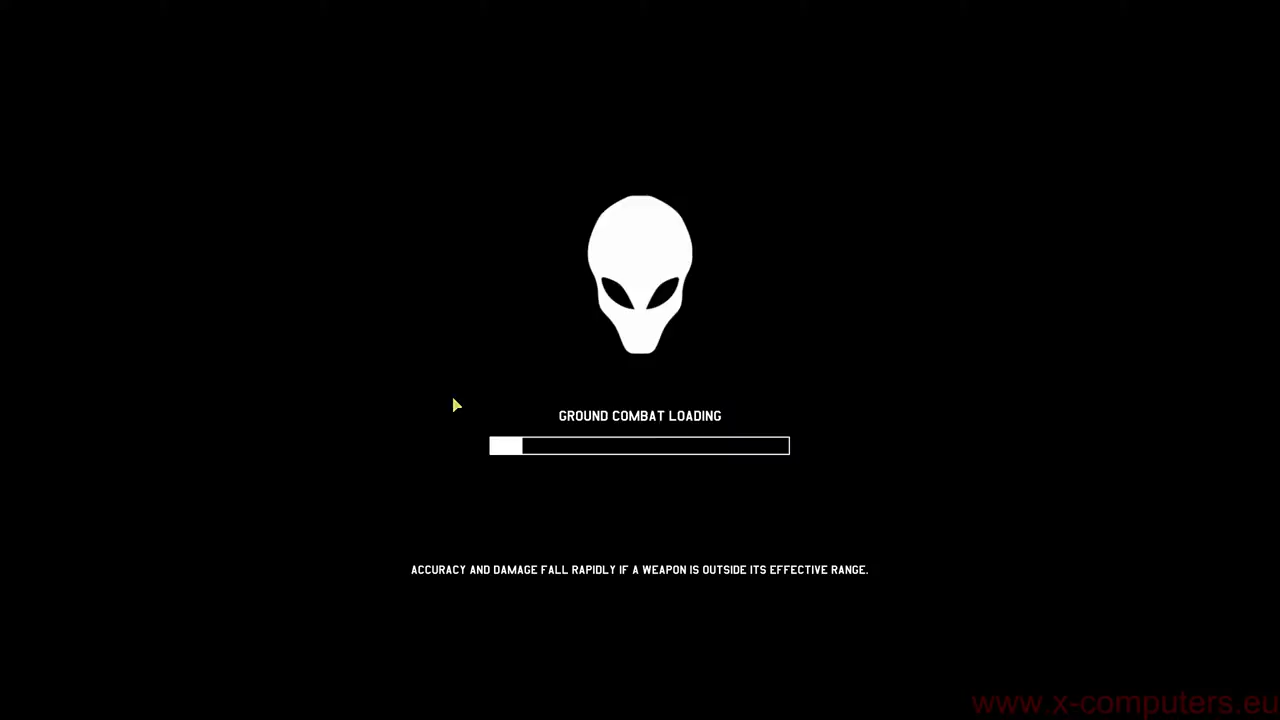 GROUND COMBAT LOADING
ACCURACY AND DAMAGE FALL RAPIDLY IF A WEAPON IS OUTSIDE ITS EFFECTIVE RANGE.
www.x-computers.eu